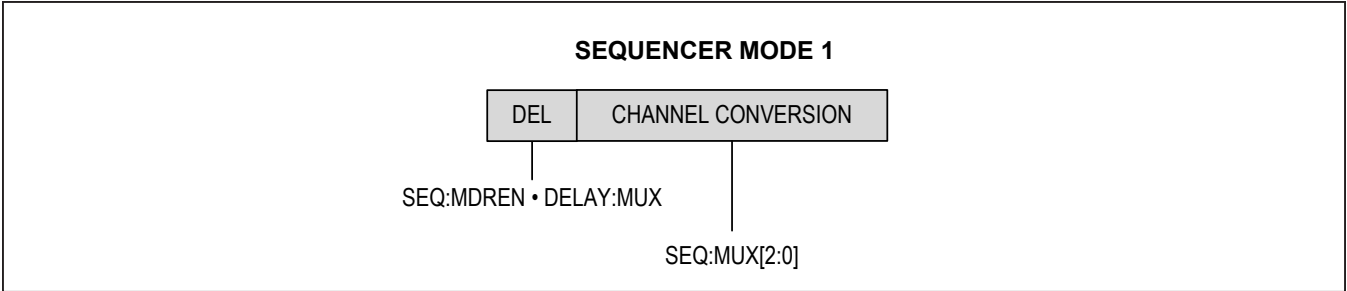 SEQUENCER MODE 1
DEL CHANNEL CONVERSION
SEQ:MDREN • DELAY:MUX
SEQ:MUX[2:0]